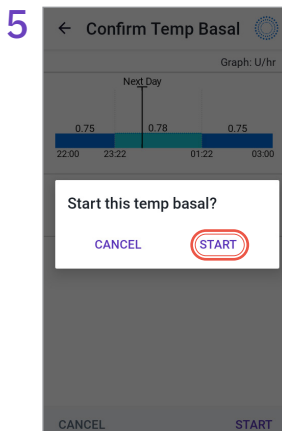 5
Confirm Temp Basal
Graph: U/hr
Next Day
0.75 0.78 0.75
22:00 23:22 01:22 03:00
Start this temp basal?
CANCEL START
CANCEL START